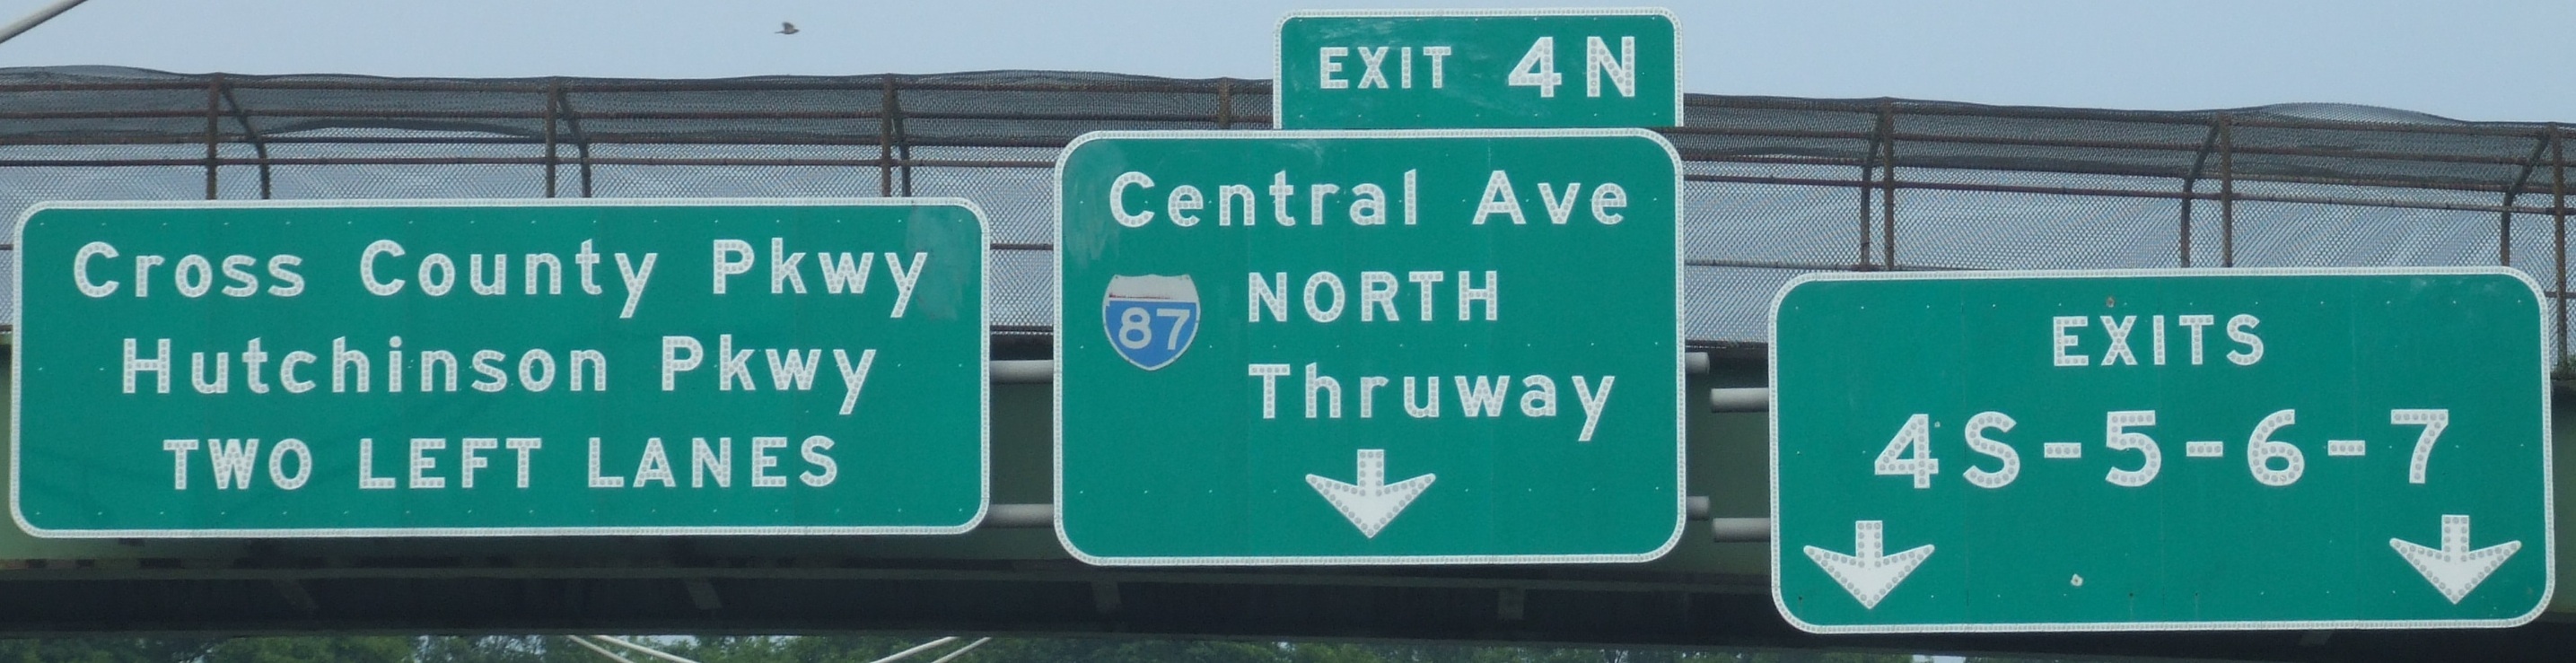 Cross County Pkwy
Hutchinson Pkwy
TWO LEFT LANES
EXIT 4N
Central Ave
87 NORTH
Thruway
EXITS
4S-5-6-7